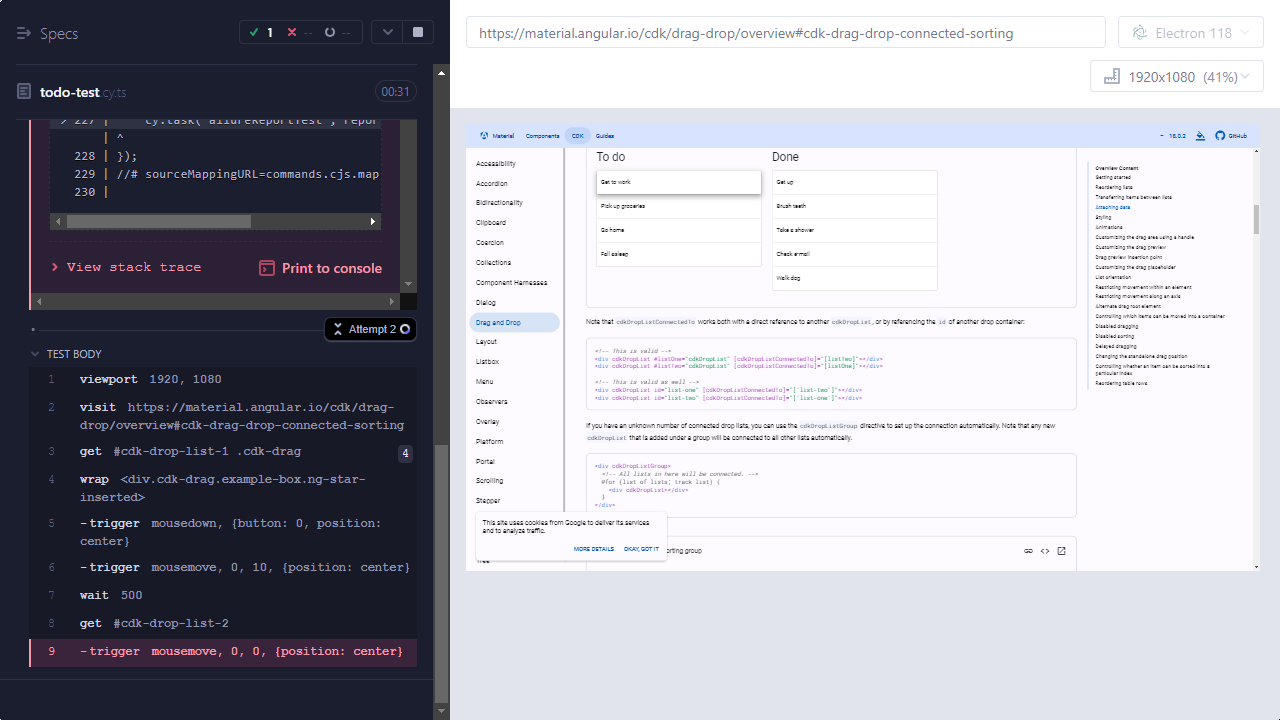 Specs
1
--
--
https://material.angular.io/cdk/drag-drop/overview#cdk-drag-drop-connected-sorting
Electron 118
1920x1080 (41%)
todo-test.cy.ts
00:31
> 227 | cy.task('allureReportTest', repor
| ^
228 | });
229 | //# sourceMappingURL=commands.cjs.map
230 |
View stack trace
Print to console
Attempt 2
TEST BODY
1 viewport 1920, 1080
2 visit https://material.angular.io/cdk/drag-
drop/overview#cdk-drag-drop-connected-sorting
3 get #cdk-drop-list-1 .cdk-drag 4
4 wrap <div.cdk-drag.example-box.ng-star-
inserted>
5 -trigger mousedown, {button: 0, position:
center}
6 -trigger mousemove, 0, 10, {position: center}
7 wait 500
8 get #cdk-drop-list-2
9 -trigger mousemove, 0, 0, {position: center}
Material Components CDK Guides
18.0.2
GitHub
Accessibility
Accordion
Bidirectionality
Clipboard
Coercion
Collections
Component Harnesses
Dialog
Drag and Drop
Layout
Listbox
Menu
Observers
Overlay
Platform
Portal
Scrolling
Stepper
Tree
To do
Get to work
Pick up groceries
Go home
Fall asleep
Done
Get up
Brush teeth
Take a shower
Check e-mail
Walk dog
Note that cdkDropListConnectedTo works both with a direct reference to another cdkDropList, or by referencing the id of another drop container:
<!-- This is valid -->
<div cdkDropList #listOne="cdkDropList" [cdkDropListConnectedTo]="[listTwo]"></div>
<div cdkDropList #listTwo="cdkDropList" [cdkDropListConnectedTo]="[listOne]"></div>
<!-- This is valid as well -->
<div cdkDropList id="list-one" [cdkDropListConnectedTo]="['list-two']"></div>
<div cdkDropList id="list-two" [cdkDropListConnectedTo]="['list-one']"></div>
If you have an unknown number of connected drop lists, you can use the cdkDropListGroup directive to set up the connection automatically. Note that any new
cdkDropList that is added under a group will be connected to all other lists automatically.
<div cdkDropListGroup>
<!-- All lists in here will be connected. -->
@for (list of lists; track list) {
<div cdkDropList></div>
}
</div>
This site uses cookies from Google to deliver its services
and to analyze traffic.
MORE DETAILS OKAY, GOT IT
orting group
Overview Content
Getting started
Reordering lists
Transferring items between lists
Attaching data
Styling
Animations
Customizing the drag area using a handle
Customizing the drag preview
Drag preview insertion point
Customizing the drag placeholder
List orientation
Restricting movement within an element
Restricting movement along an axis
Alternate drag root element
Controlling which items can be moved into a container
Disabled dragging
Disabled sorting
Delayed dragging
Changing the standalone drag position
Controlling whether an item can be sorted into a
particular index
Reordering table rows